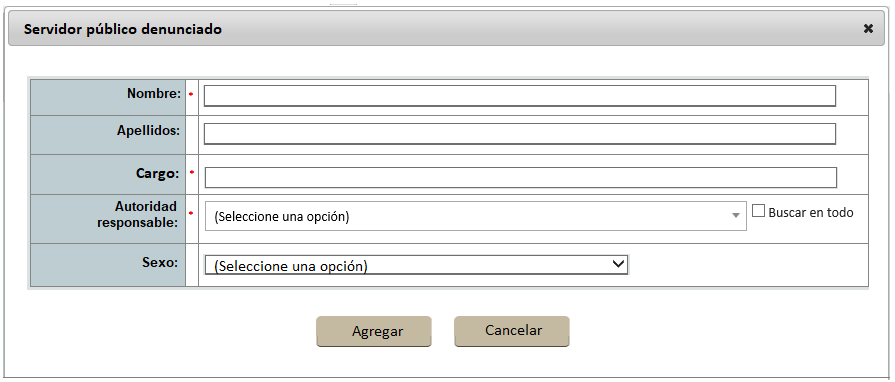 Servidor público denunciado
Nombre: *
Apellidos:
Cargo: *
Autoridad
responsable: *
(Seleccione una opción)
Buscar en todo
Sexo:
(Seleccione una opción)
Agregar
Cancelar